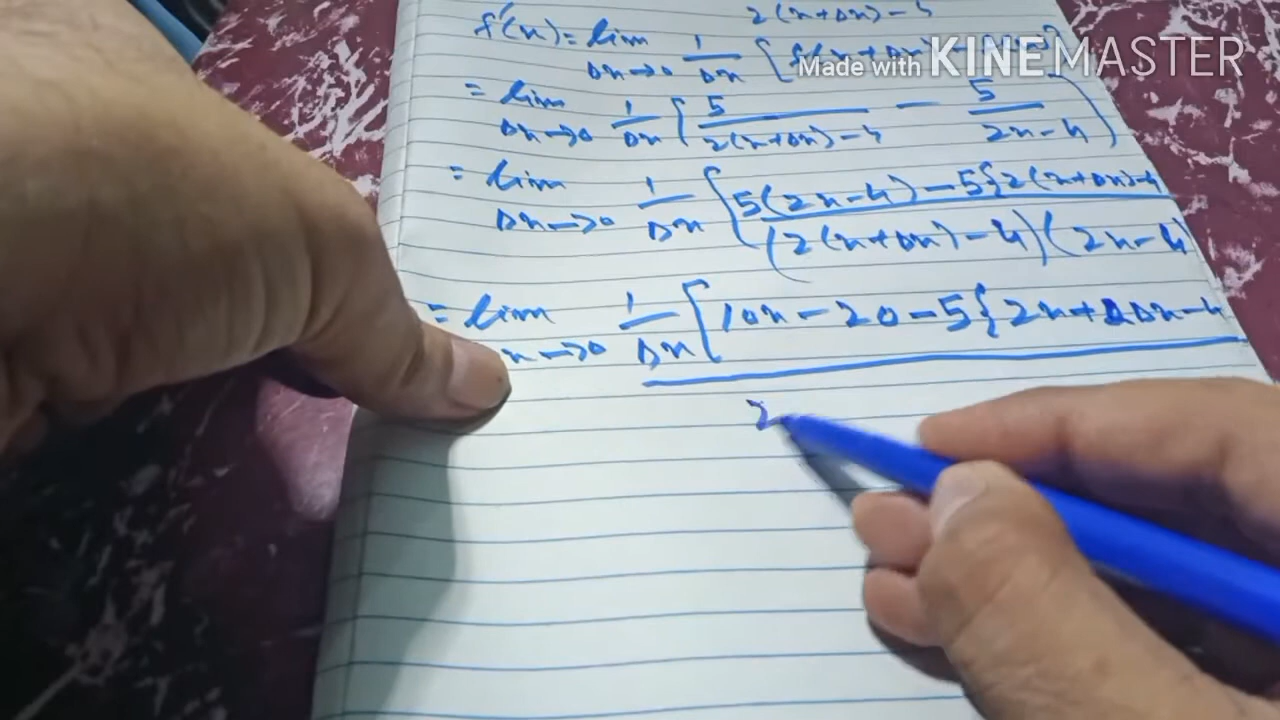 2(x+Δx)-4
f'(x) = lim Δx→0 1/Δx [f(x+Δx)
Made with KINEMASTER
= lim Δx→0 1/Δx [5/2(x+Δx)-4 - 5/2x-4)
= lim Δx→0 1/Δx {5(2x-4)-5{2(x+Δx)-4/(2(x+Δx)-4)(2x-4)
= lim x→0 1/Δx [10x-20-5{2x+2Δx-4
2